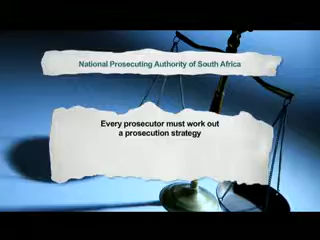 National Prosecuting Authority of South Africa
Every prosecutor must work out
a prosecution strategy